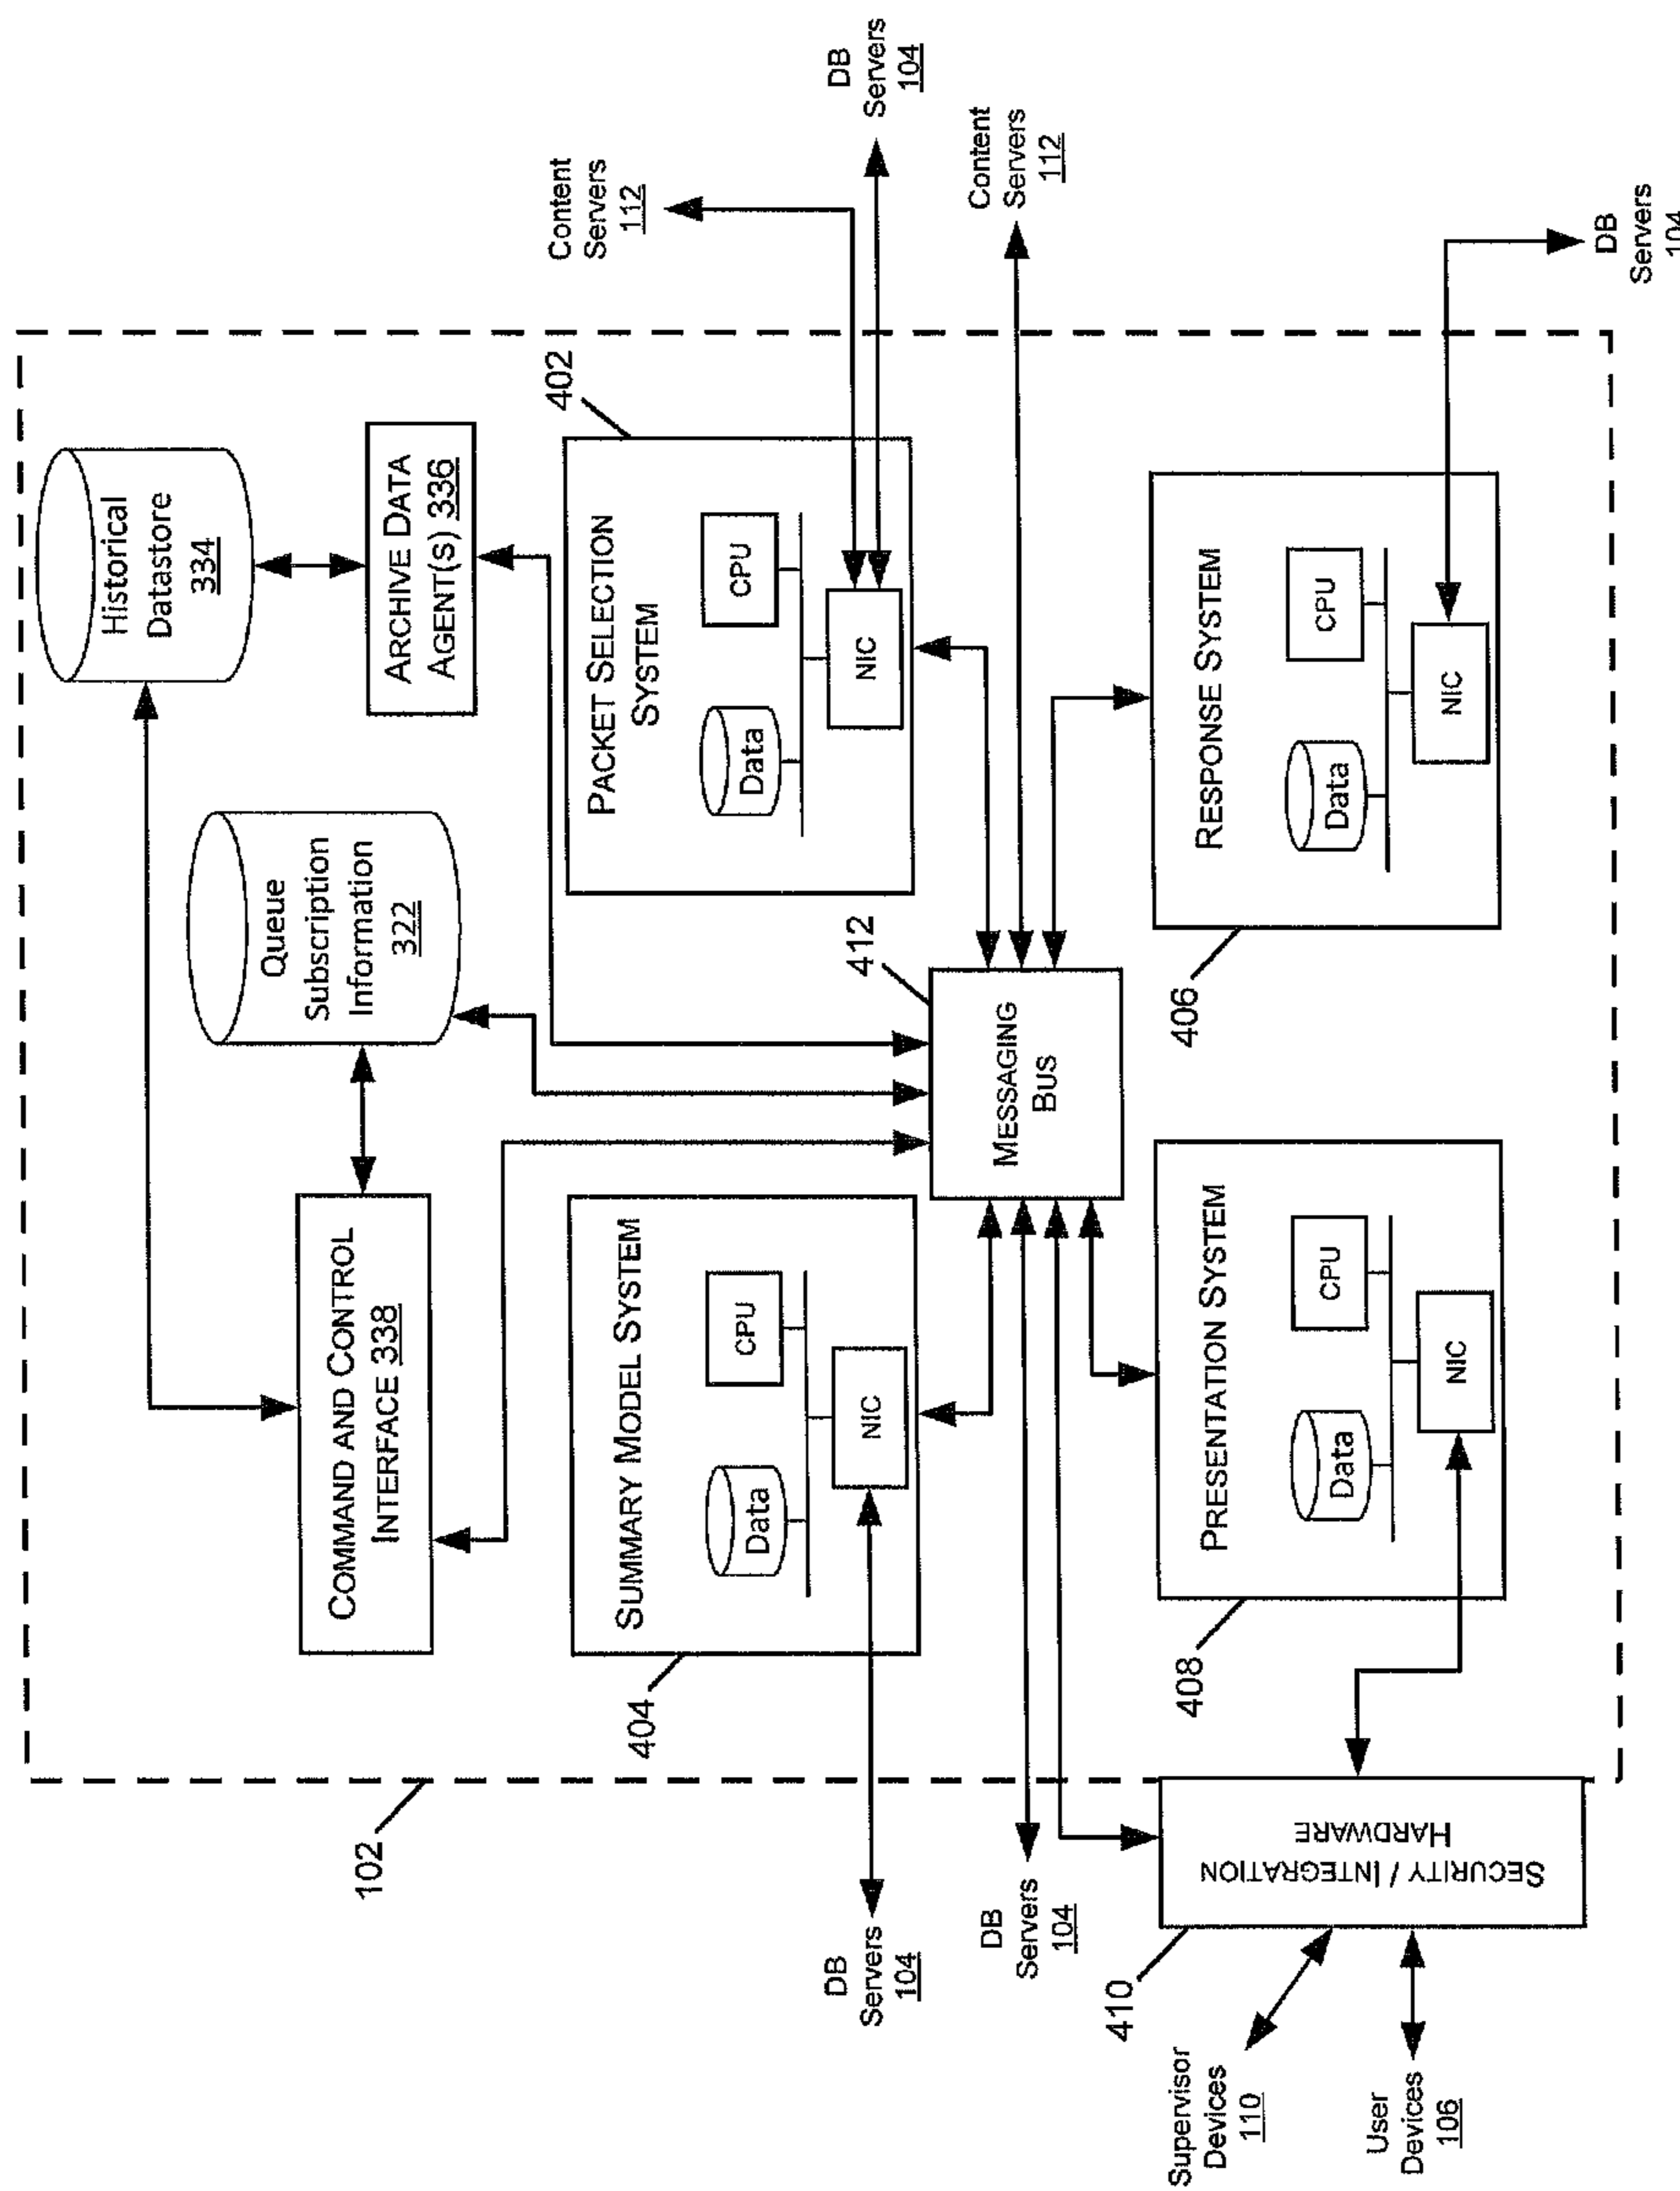 Historical
Datastore
334
Queue
Subscription
Information
322
COMMAND AND CONTROL
INTERFACE 338
ARCHIVE DATA
AGENT(S) 336
102
402
Content
Servers
112
404
SUMMARY MODEL SYSTEM
Data
CPU
NIC
PACKET SELECTION
SYSTEM
Data
CPU
NIC
DB
Servers
104
DB
Servers
104
412
MESSAGING
BUS
DB
Servers
104
Content
Servers
112
410
SECURITY / INTEGRATION
HARDWARE
Supervisor
Devices
110
User
Devices
106
408
PRESENTATION SYSTEM
Data
CPU
NIC
406
RESPONSE SYSTEM
Data
CPU
NIC
DB
Servers
104